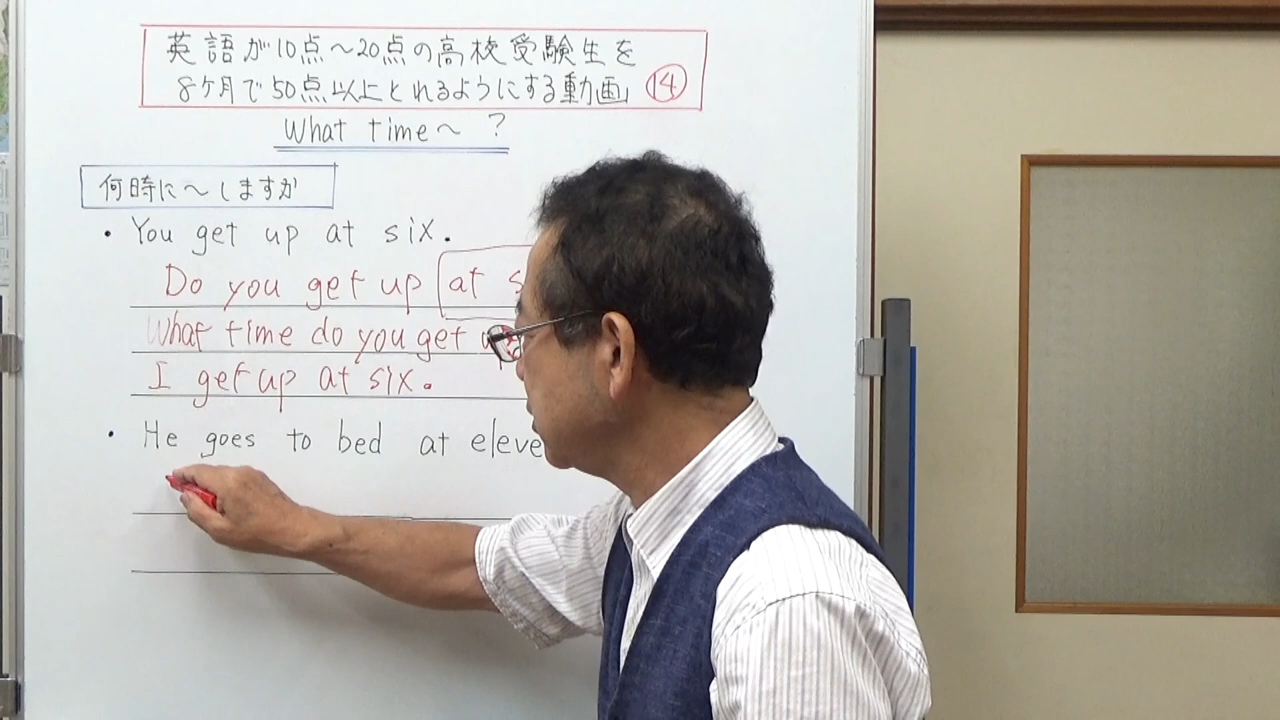 英語が10点～20点の高校受験生を
8ケ月で50点以上とれるようにする動画 ⑭
What time～ ?
何時に～しますか
・You get up at six.
Do you get up at s
What time do you get up
I get up at six.
・He goes to bed at eleve